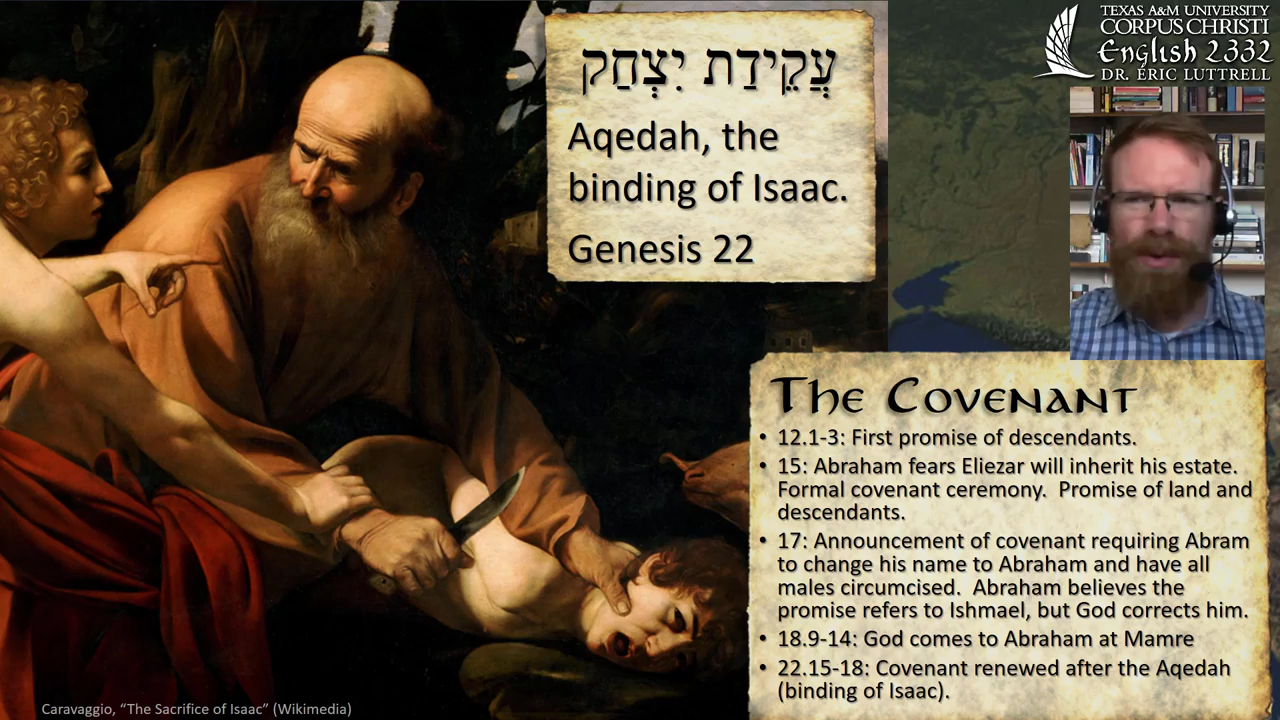 TEXAS A&M UNIVERSITY
CORPUS CHRISTI
English 2332
DR. ERIC LUTTRELL
עֲקֵידַת יִצְחַק
Aqedah, the
binding of Isaac.
Genesis 22
The Covenant
• 12.1-3: First promise of descendants.
• 15: Abraham fears Eliezar will inherit his estate.
Formal covenant ceremony.  Promise of land and
descendants.
• 17: Announcement of covenant requiring Abram
to change his name to Abraham and have all
males circumcised.  Abraham believes the
promise refers to Ishmael, but God corrects him.
• 18.9-14: God comes to Abraham at Mamre
• 22.15-18: Covenant renewed after the Aqedah
(binding of Isaac).
Caravaggio, “The Sacrifice of Isaac” (Wikimedia)